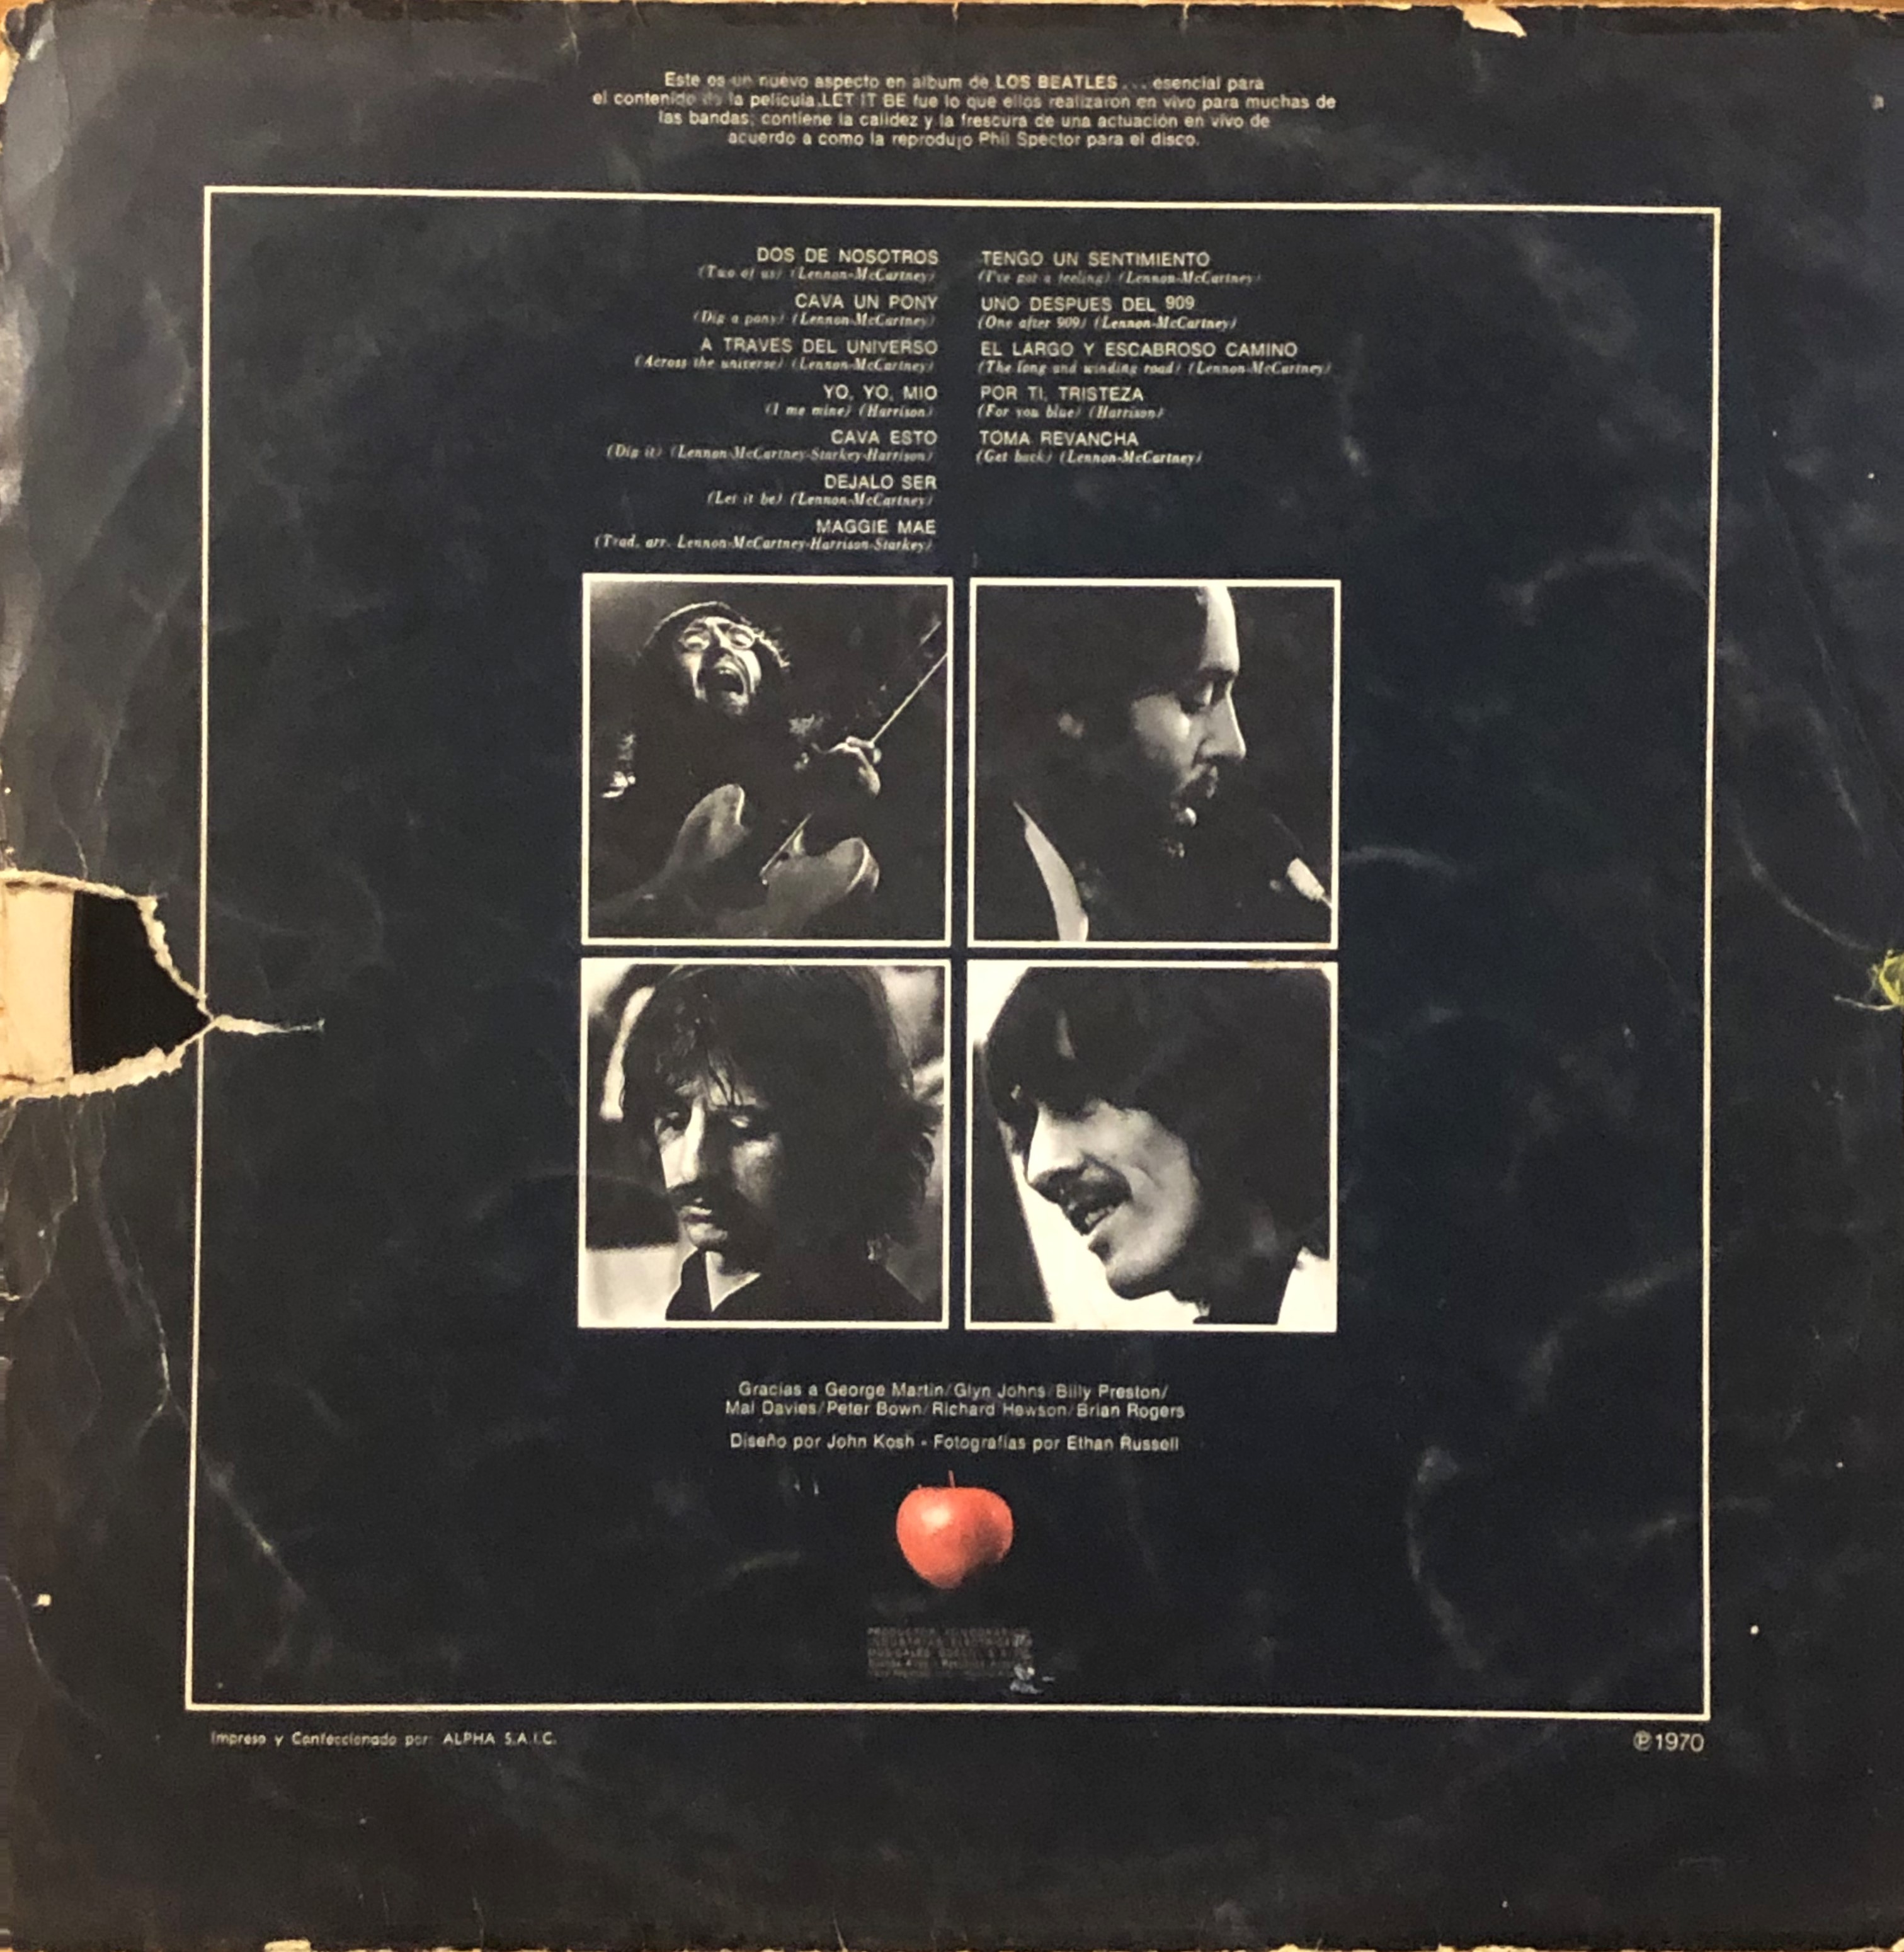 Este es un nuevo aspecto en album de LOS BEATLES ... esencial para
el contenido de la película LET IT BE fue lo que ellos realizaron en vivo para muchas de
las bandas; contiene la calidez y la frescura de una actuación en vivo de
acuerdo a como la reprodujo Phil Spector para el disco.
DOS DE NOSOTROS
(Two of us) (Lennon-McCartney)
CAVA UN PONY
(Dig a pony) (Lennon-McCartney)
A TRAVES DEL UNIVERSO
(Across the universe) (Lennon-McCartney)
YO, YO, MIO
(I me mine) (Harrison)
CAVA ESTO
(Dig it) (Lennon-McCartney-Starkey-Harrison)
DEJALO SER
(Let it be) (Lennon-McCartney)
MAGGIE MAE
(Trad. arr. Lennon-McCartney-Harrison-Starkey)
TENGO UN SENTIMIENTO
(I've got a feeling) (Lennon-McCartney)
UNO DESPUES DEL 909
(One after 909) (Lennon-McCartney)
EL LARGO Y ESCABROSO CAMINO
(The long and winding road) (Lennon-McCartney)
POR TI, TRISTEZA
(For you blue) (Harrison)
TOMA REVANCHA
(Get back) (Lennon-McCartney)
Gracias a George Martin/Glyn Johns/Billy Preston/
Mal Davies/Peter Bown/Richard Hewson/Brian Rogers
Diseño por John Kosh - Fotografías por Ethan Russell
Impreso y Confeccionado por: ALPHA S.A.I.C.
℗1970